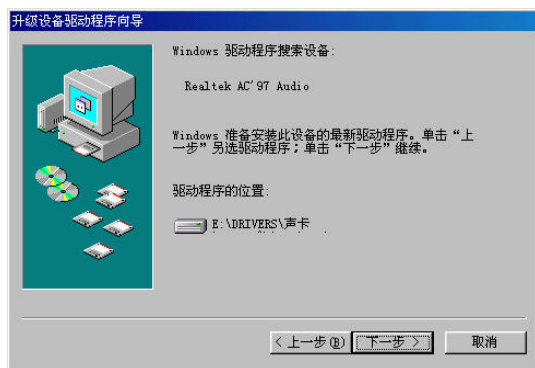 升级设备驱动程序向导
Windows 驱动程序搜索设备:
Realtek AC'97 Audio
Windows 准备安装此设备的最新驱动程序。单击“上
一步”另选驱动程序；单击“下一步”继续。
驱动程序的位置:
E:\DRIVERS\声卡
< 上一步(B) 下一步 > 取消